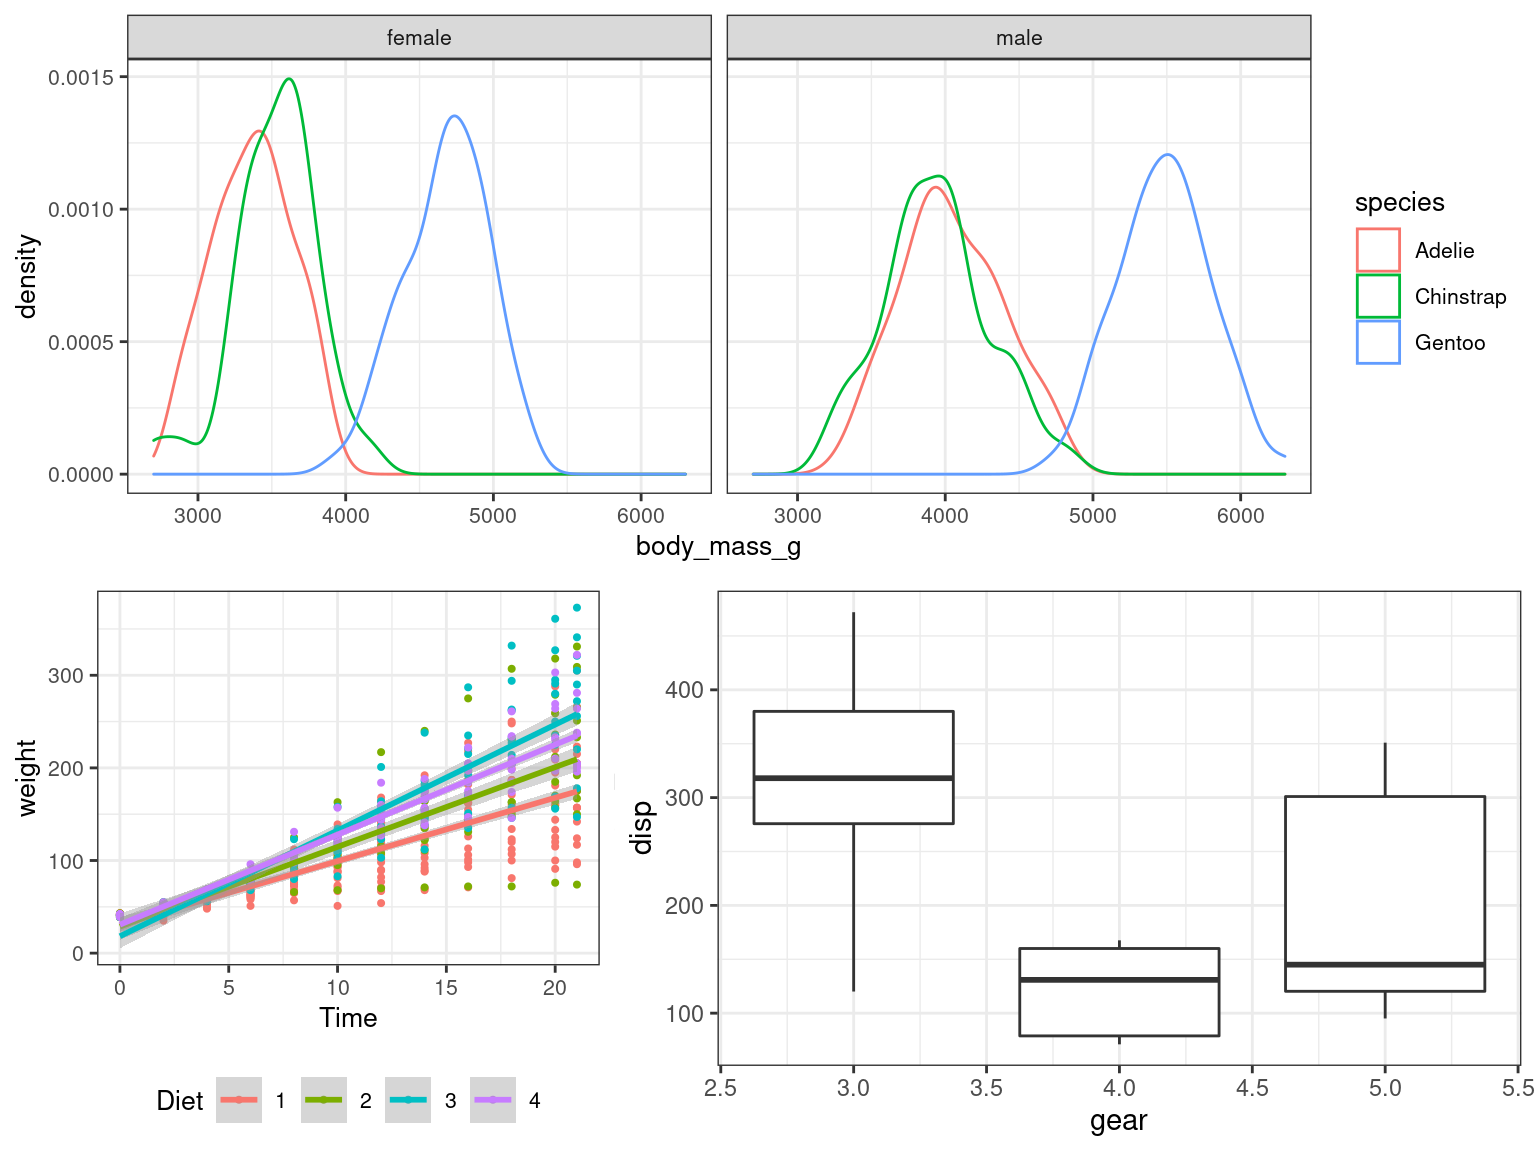 female male
0.0015
0.0010
0.0005
0.0000
density
3000 4000 5000 6000 3000 4000 5000 6000
body_mass_g
species
Adelie
Chinstrap
Gentoo
300
200
100
0
weight
0 5 10 15 20
Time
Diet 1 2 3 4
400
300
200
100
disp
2.5 3.0 3.5 4.0 4.5 5.0 5.5
gear